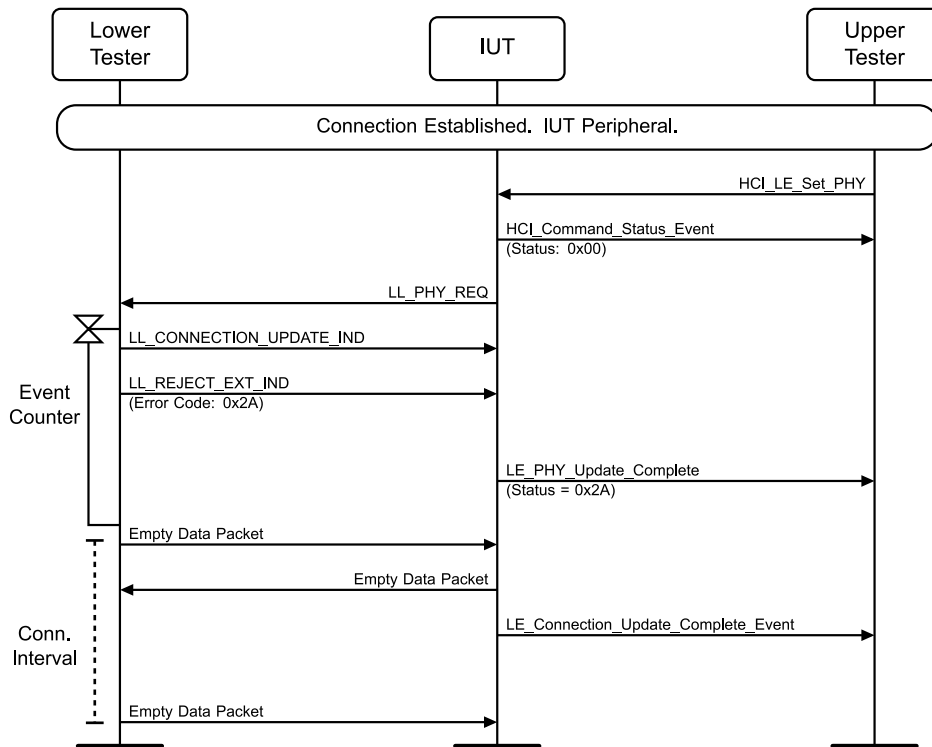 Lower
Tester
IUT
Upper
Tester
Connection Established. IUT Peripheral.
HCI_LE_Set_PHY
HCI_Command_Status_Event
(Status: 0x00)
LL_PHY_REQ
LL_CONNECTION_UPDATE_IND
LL_REJECT_EXT_IND
(Error Code: 0x2A)
Event
Counter
LE_PHY_Update_Complete
(Status = 0x2A)
Empty Data Packet
Empty Data Packet
LE_Connection_Update_Complete_Event
Conn.
Interval
Empty Data Packet